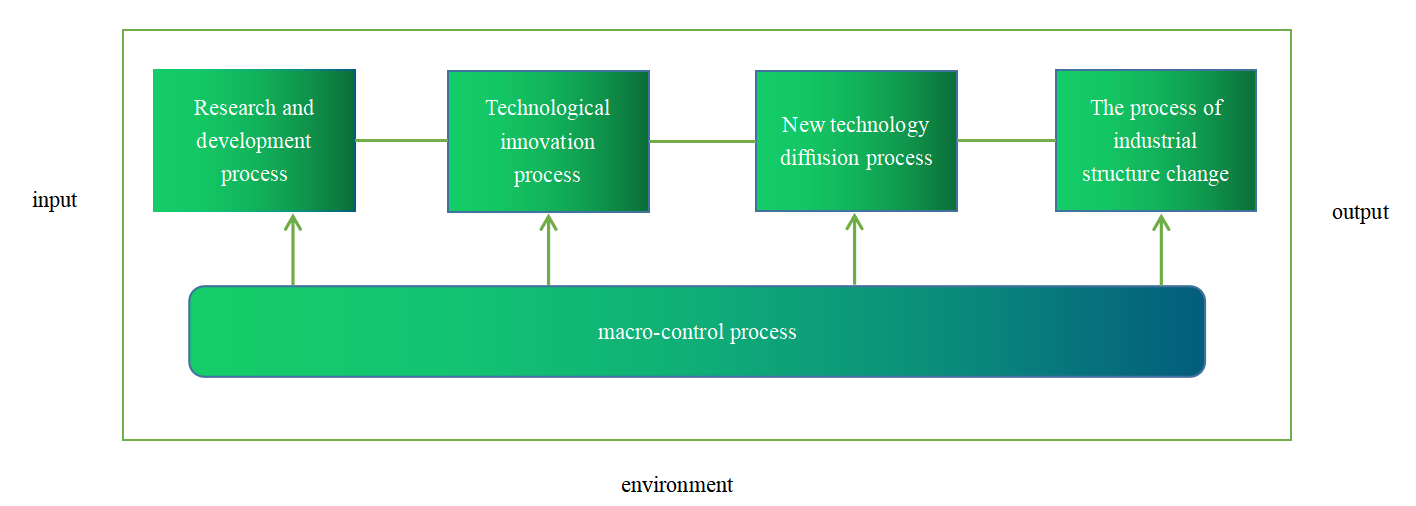 Research and
development
process
Technological
innovation
process
New technology
diffusion process
The process of
industrial
structure change
input
output
macro-control process
environment